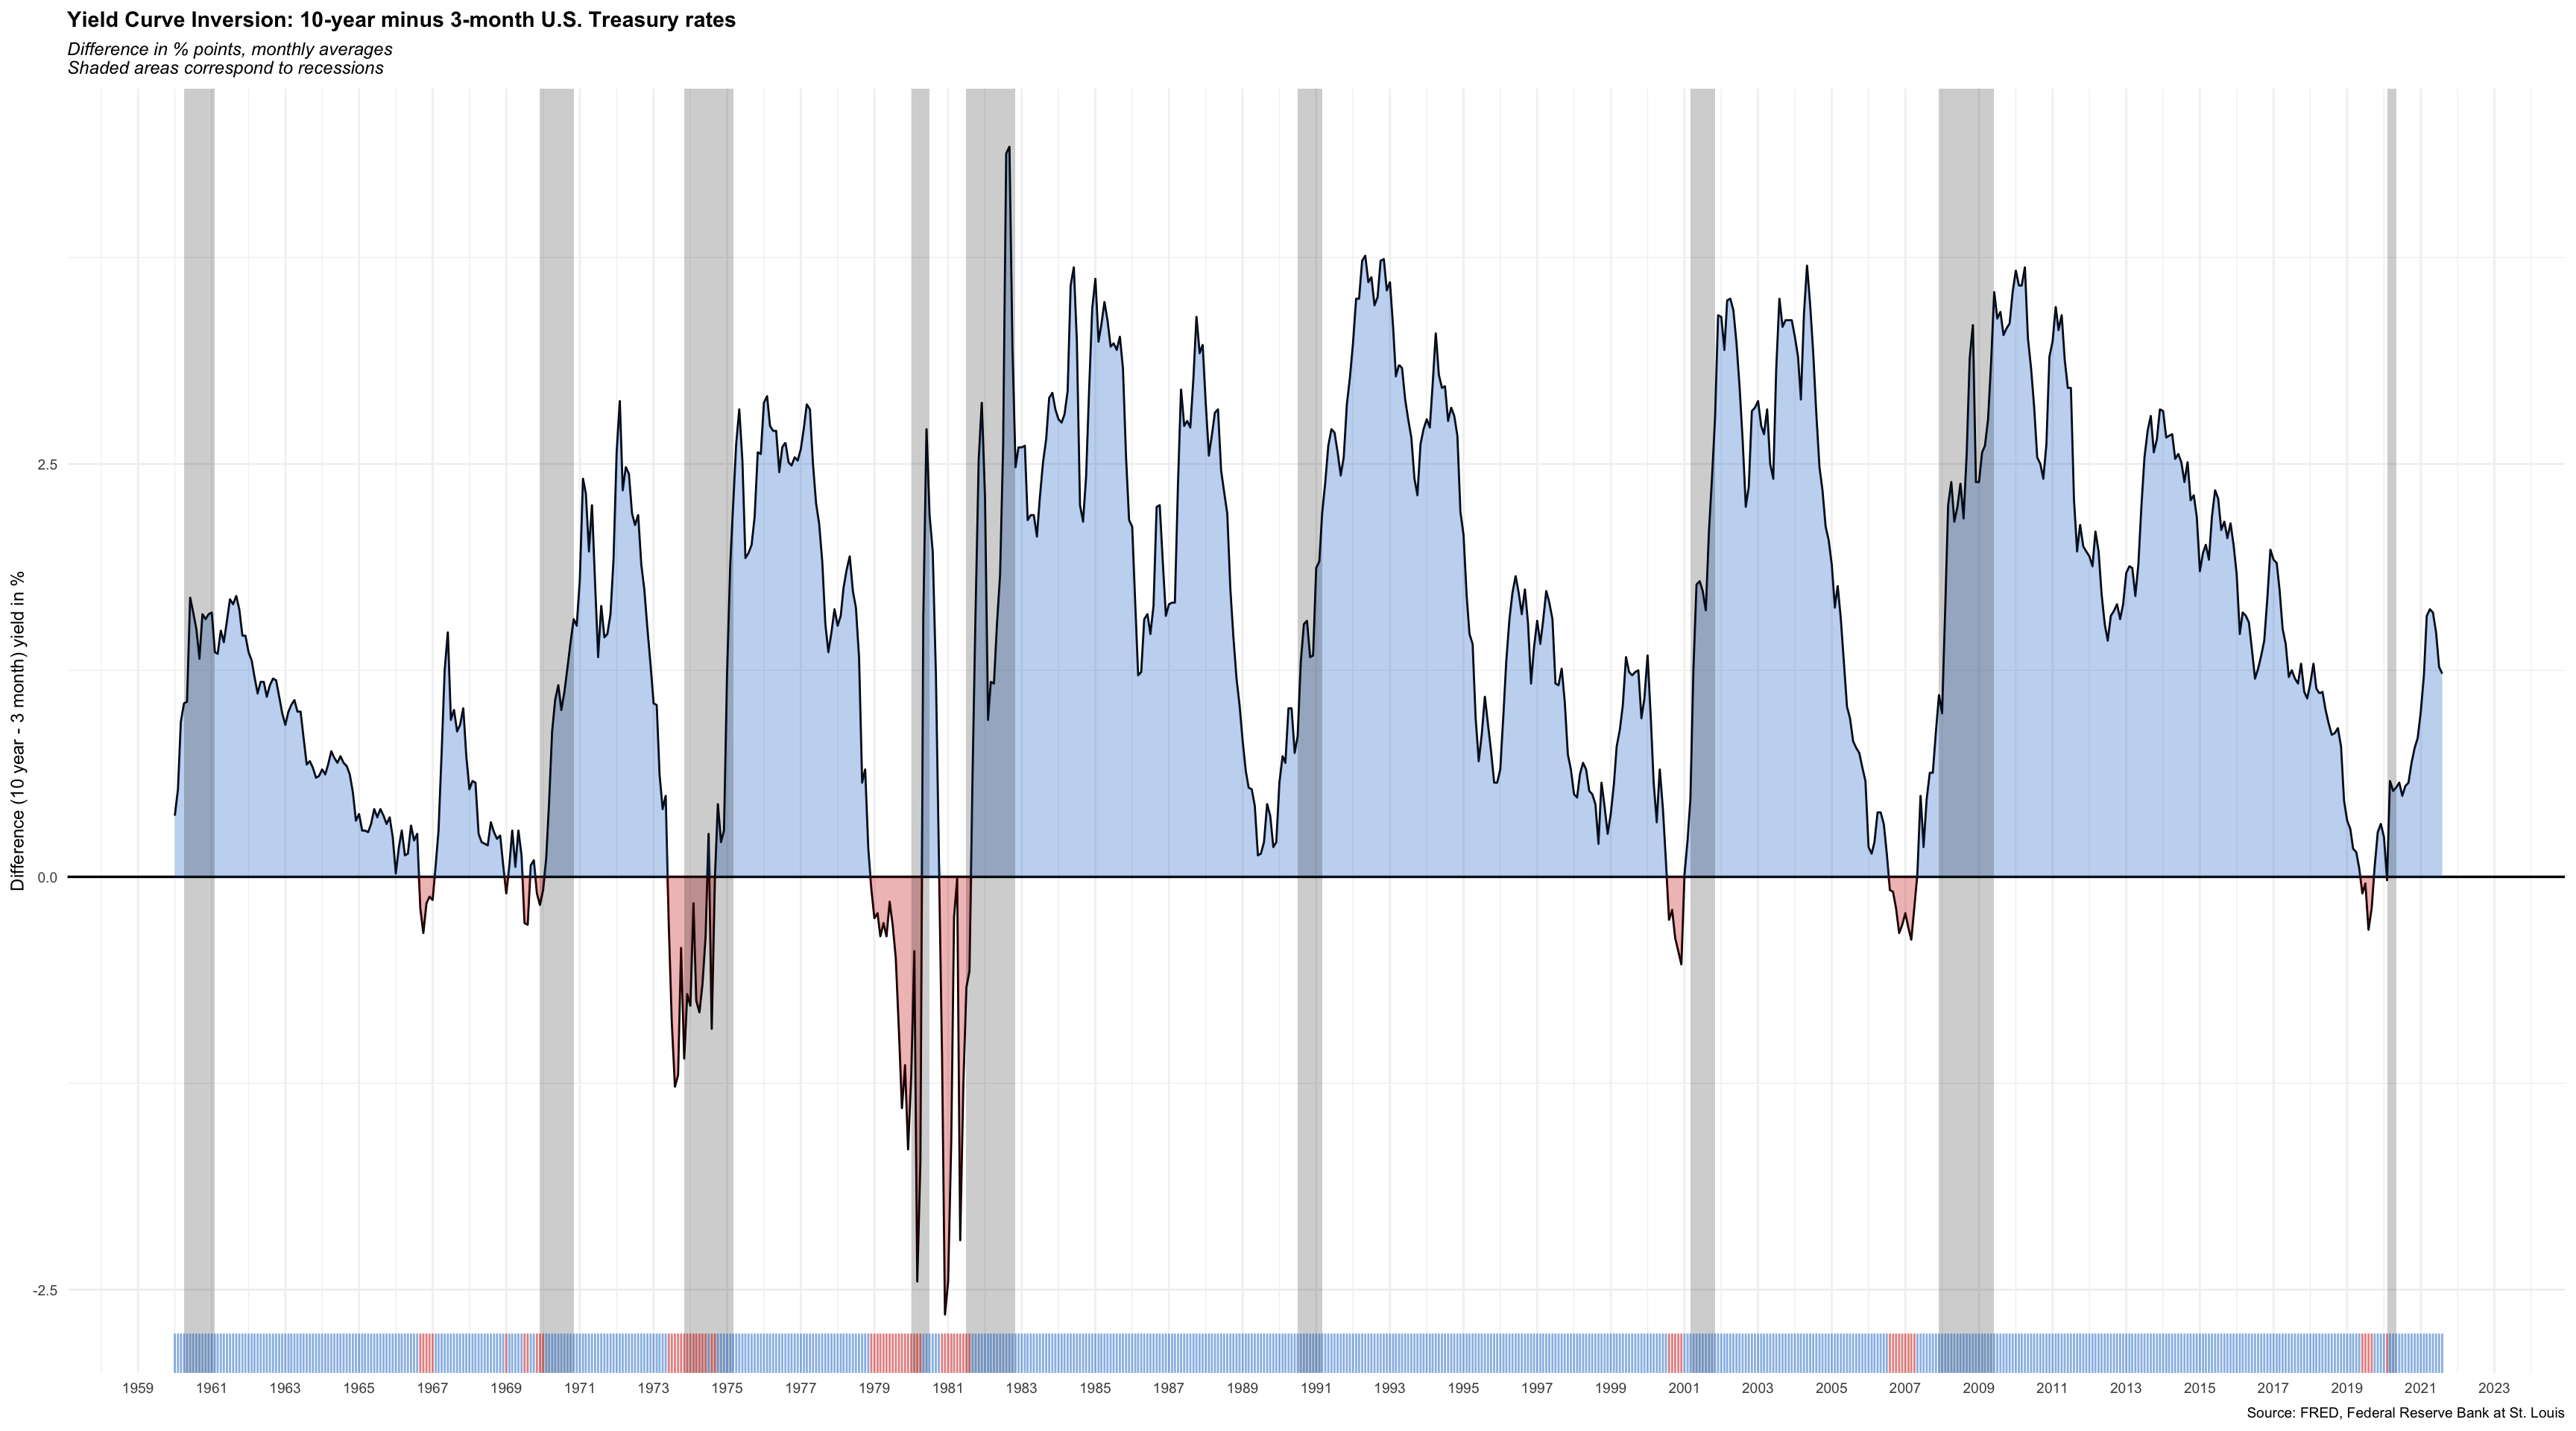 Yield Curve Inversion: 10-year minus 3-month U.S. Treasury rates
Difference in % points, monthly averages
Shaded areas correspond to recessions
Difference (10 year - 3 month) yield in %
2.5
0.0
-2.5
1959 1961 1963 1965 1967 1969 1971 1973 1975 1977 1979 1981 1983 1985 1987 1989 1991 1993 1995 1997 1999 2001 2003 2005 2007 2009 2011 2013 2015 2017 2019 2021 2023
Source: FRED, Federal Reserve Bank at St. Louis